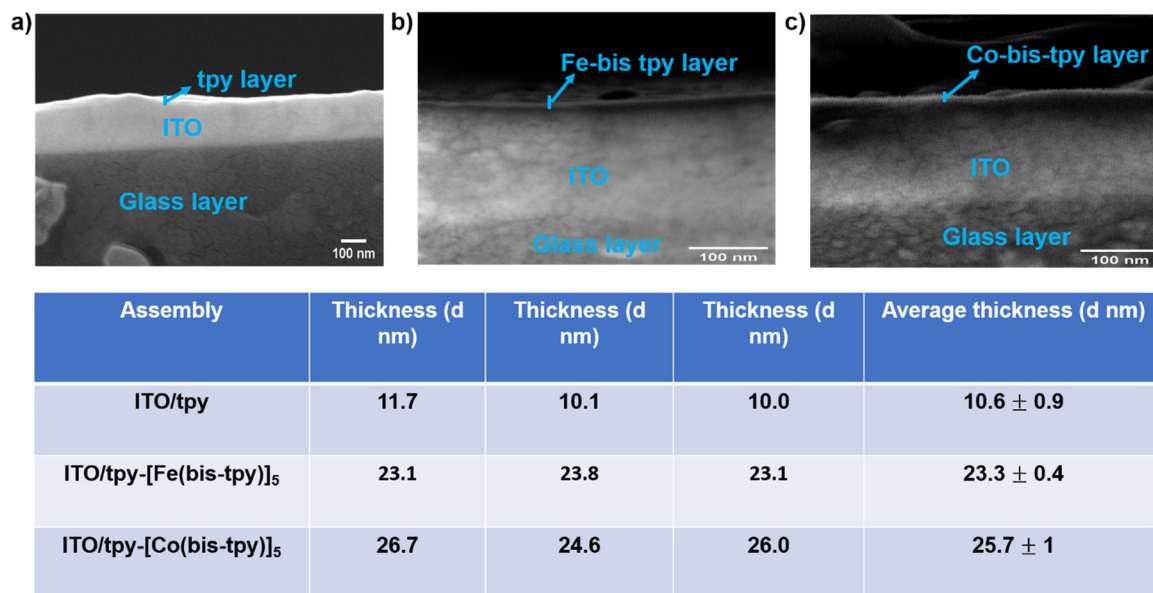 a)
tpy layer
ITO
Glass layer
100 nm
b)
Fe-bis tpy layer
ITO
Glass layer
100 nm
c)
Co-bis-tpy layer
ITO
Glass layer
100 nm
Assembly Thickness (d nm) Thickness (d nm) Thickness (d nm) Average thickness (d nm)
ITO/tpy 11.7 10.1 10.0 10.6 ± 0.9
ITO/tpy-[Fe(bis-tpy)]₅ 23.1 23.8 23.1 23.3 ± 0.4
ITO/tpy-[Co(bis-tpy)]₅ 26.7 24.6 26.0 25.7 ± 1